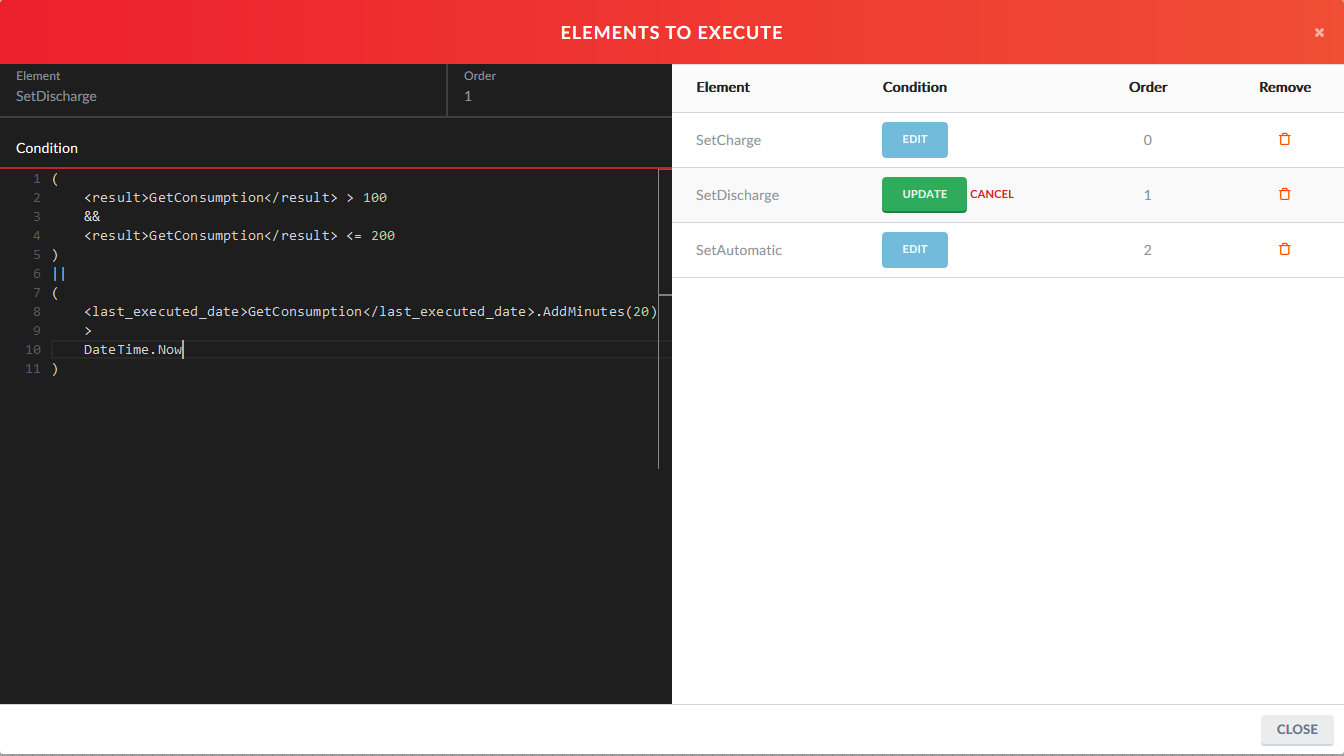 ELEMENTS TO EXECUTE
Element
SetDischarge
Order
1
Condition
1 (
2 <result>GetConsumption</result> > 100
3 &&
4 <result>GetConsumption</result> <= 200
5 )
6 ||
7 (
8 <last_executed_date>GetConsumption</last_executed_date>.AddMinutes(20)
9 >
10 DateTime.Now
11 )
Element Condition Order Remove
SetCharge EDIT 0
SetDischarge UPDATE CANCEL 1
SetAutomatic EDIT 2
CLOSE